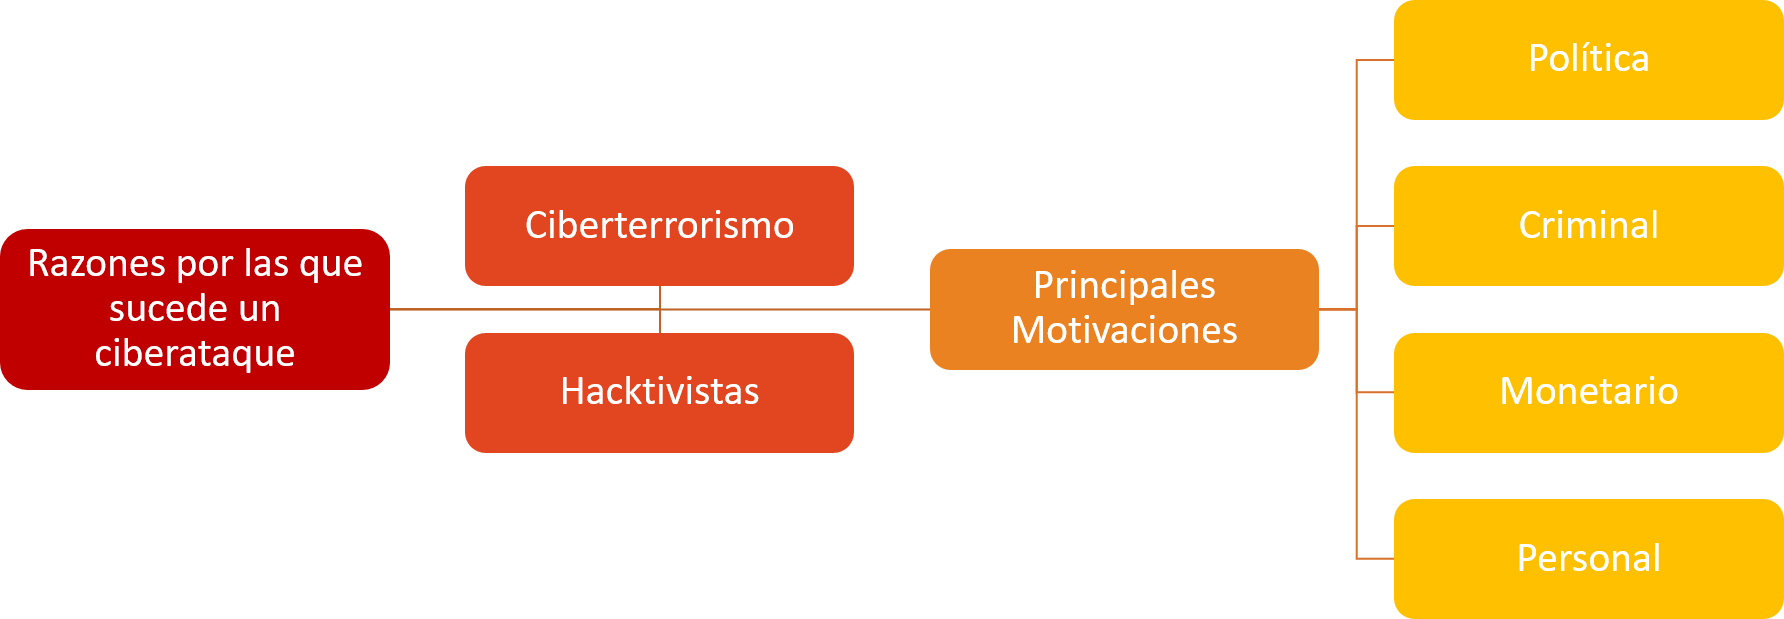 Razones por las que
sucede un
ciberataque
Ciberterrorismo
Hacktivistas
Principales
Motivaciones
Política
Criminal
Monetario
Personal